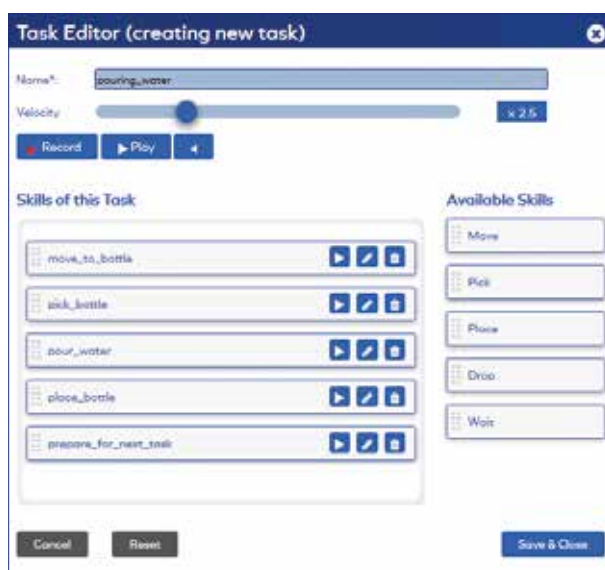 Task Editor (creating new task)
Name*:
pouring_water
Velocity
x 2.5
Record
Play
Skills of this Task
move_to_bottle
pick_bottle
pour_water
place_bottle
prepare_for_next_task
Available Skills
Move
Pick
Place
Drop
Wait
Cancel
Reset
Save & Close